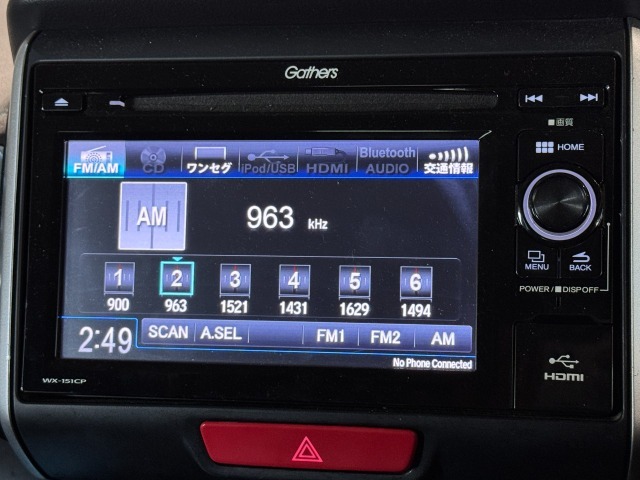 Gathers
■画質
FM/AM CD ワンセグ iPod/USB HDMI Bluetooth AUDIO 交通情報
HOME
AM 963 kHz
MENU BACK
1 2 3 4 5 6
900 963 1521 1431 1629 1494
POWER/■DISP OFF
2:49 SCAN A.SEL FM1 FM2 AM
No Phone Connected
HDMI
WX-151CP